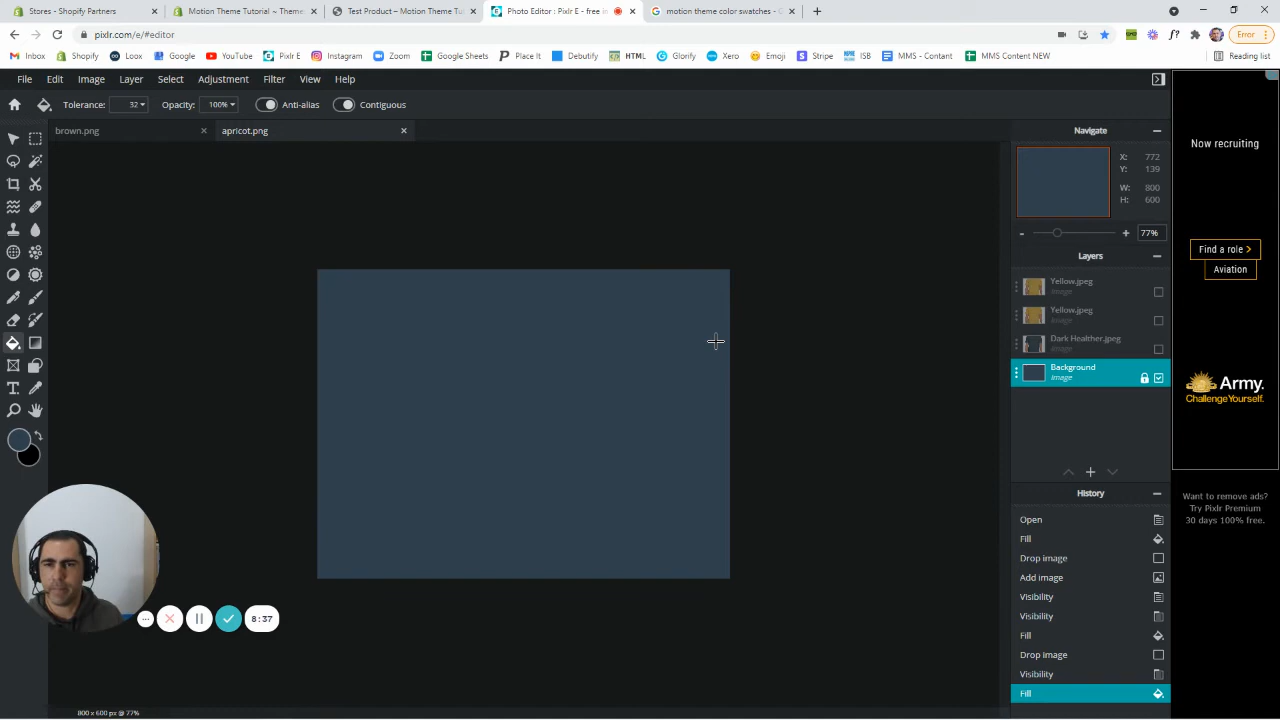 Stores - Shopify Partners
Motion Theme Tutorial ~ Theme
Test Product – Motion Theme Tut
Photo Editor : Pixlr E - free i
motion theme color swatches - G
pixlr.com/e/#editor
Error
Inbox
Shopify
Loox
Google
YouTube
Pixlr E
Instagram
Zoom
Google Sheets
Place It
Debutify
HTML
Glorify
Xero
Emoji
Stripe
ISB
MMS - Contant
MMS Content NEW
Reading list
File
Edit
Image
Layer
Select
Adjustment
Filter
View
Help
Tolerance:
32
Opacity:
100%
Anti-alias
Contiguous
brown.png
apricot.png
Navigate
X: 772
Y: 139
W: 800
H: 600
77%
Layers
Yellow.jpeg
Image
Yellow.jpeg
Image
Dark Healther.jpeg
Image
Background
Image
History
Open
Fill
Drop image
Add image
Visibility
Visibility
Fill
Drop image
Visibility
Fill
Now recruiting
Find a role >
Aviation
Army.
ChallengeYourself.
Want to remove ads?
Try Pixlr Premium
30 days 100% free.
8:37
800 x 600 px @ 77%